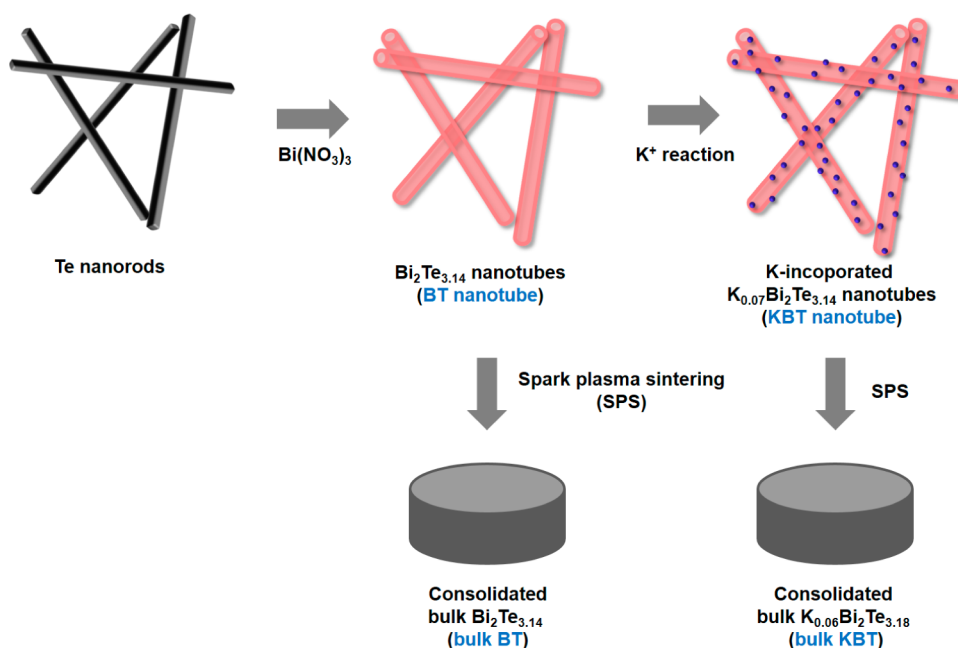 Bi(NO₃)₃
K⁺ reaction
Te nanorods
Bi₂Te₃.₁₄ nanotubes
(BT nanotube)
K-incoporated
K₀.₀₇Bi₂Te₃.₁₄ nanotubes
(KBT nanotube)
Spark plasma sintering
(SPS)
SPS
Consolidated
bulk Bi₂Te₃.₁₄
(bulk BT)
Consolidated
bulk K₀.₀₆Bi₂Te₃.₁₈
(bulk KBT)